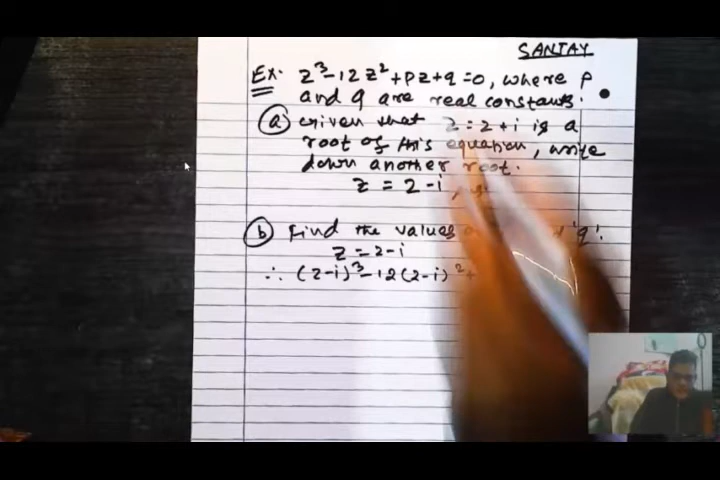 SANJAY
Ex. z³-12z²+pz+q=0, where p
and q are real constants.
(a) Given that z=2+i is a
root of this equation, write
down another root.
z = 2-i,
(b) Find the values 'q'.
z=2-i
∴ (2-i)³-12(2-i)²+